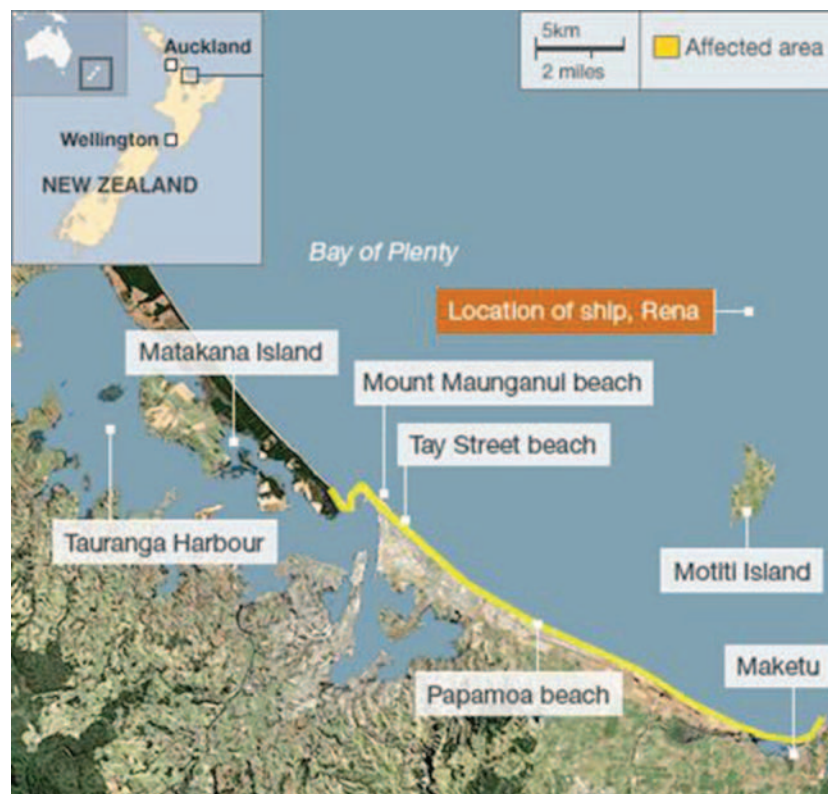 Auckland
Wellington
NEW ZEALAND
5km
2 miles
Affected area
Bay of Plenty
Location of ship, Rena
Matakana Island
Mount Maunganui beach
Tay Street beach
Tauranga Harbour
Motiti Island
Maketu
Papamoa beach